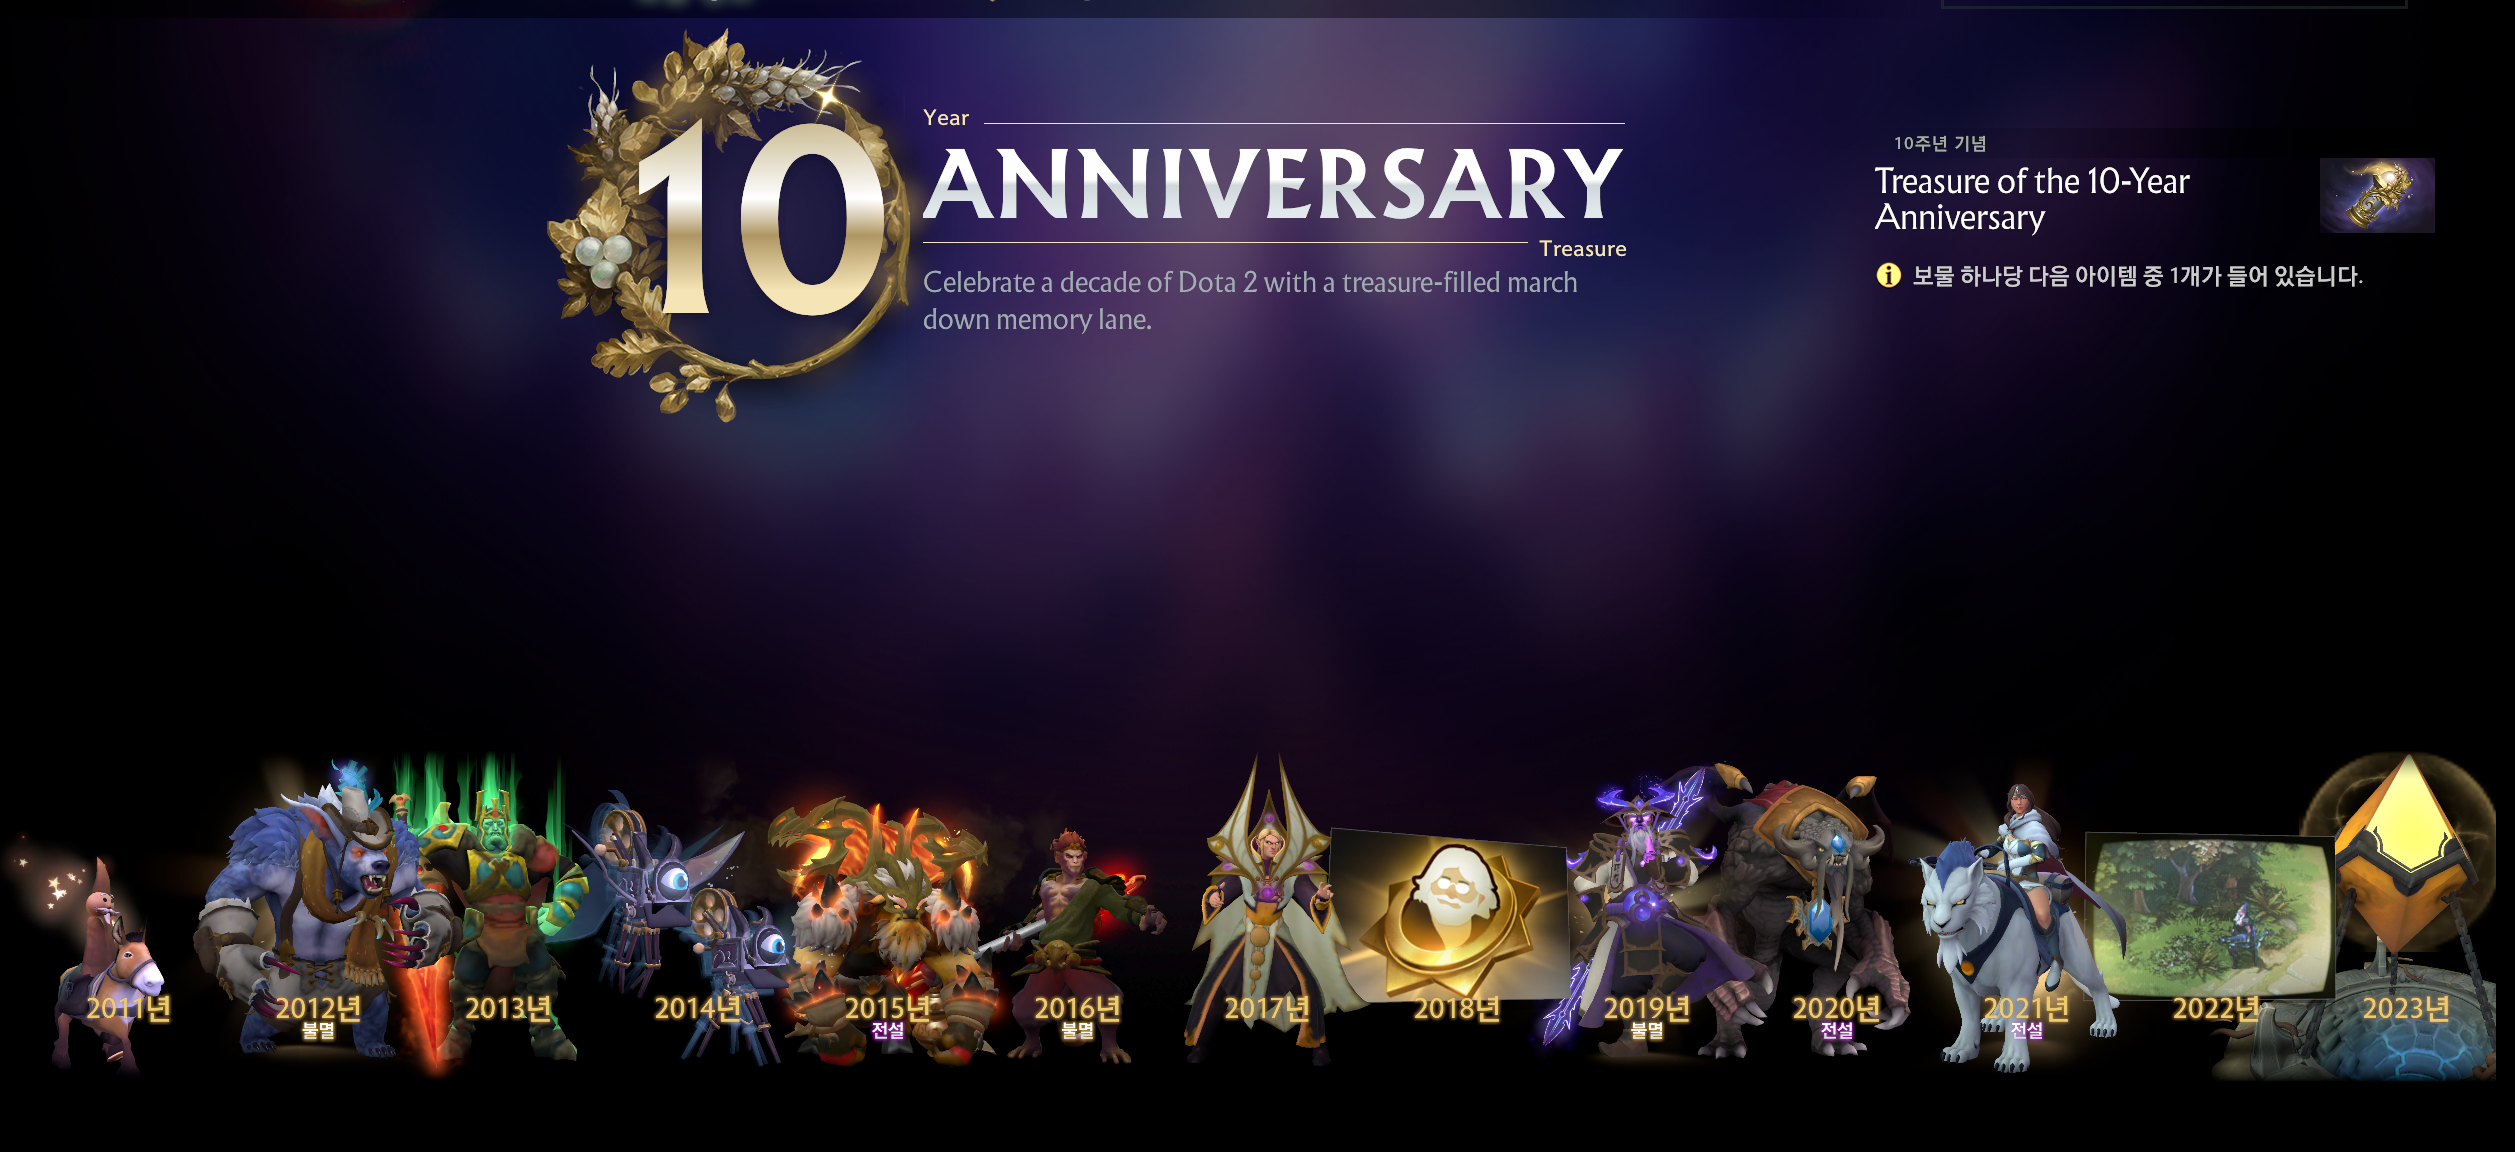 Year
10
ANNIVERSARY
Treasure
Celebrate a decade of Dota 2 with a treasure-filled march
down memory lane.
10주년 기념
Treasure of the 10-Year
Anniversary
보물 하나당 다음 아이템 중 1개가 들어 있습니다.
2011년
2012년
불멸
2013년
2014년
2015년
전설
2016년
불멸
2017년
2018년
2019년
불멸
2020년
전설
2021년
전설
2022년
2023년